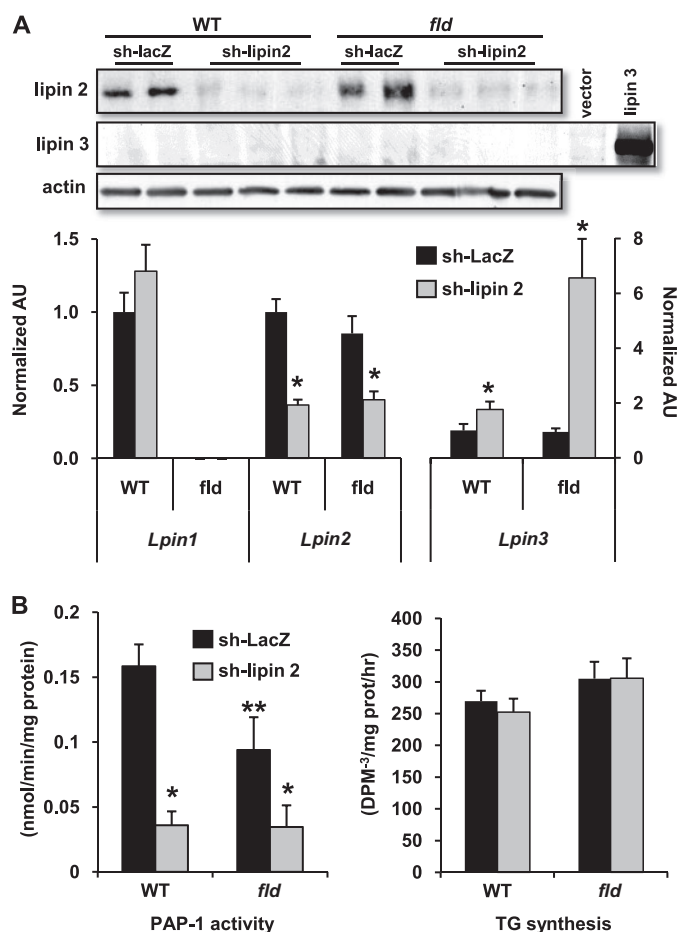 A
WT fld
sh-lacZ sh-lipin2 sh-lacZ sh-lipin2
vector
lipin 3
lipin 2
lipin 3
actin
1.5
1.0
0.5
0.0
Normalized AU
sh-LacZ
sh-lipin 2
8
6
4
2
0
Normalized AU
* * * *
WT fld WT fld WT fld
Lpin1 Lpin2 Lpin3
B
0.2
0.15
0.1
0.05
0
(nmol/min/mg protein)
sh-LacZ
sh-lipin 2
* ** *
WT fld
PAP-1 activity
400
350
300
250
200
150
100
50
0
(DPM-3/mg prot/hr)
WT fld
TG synthesis